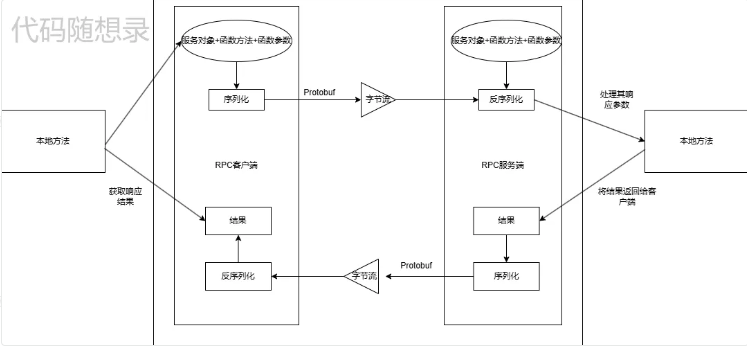 代码随想录
服务对象+函数方法+函数参数
服务对象+函数方法+函数参数
序列化
Protobuf
字节流
反序列化
处理其响
应参数
本地方法
本地方法
RPC客户端
RPC服务端
获取响应
结果
结果
结果
将结果返回给客
户端
反序列化
字节流
Protobuf
序列化